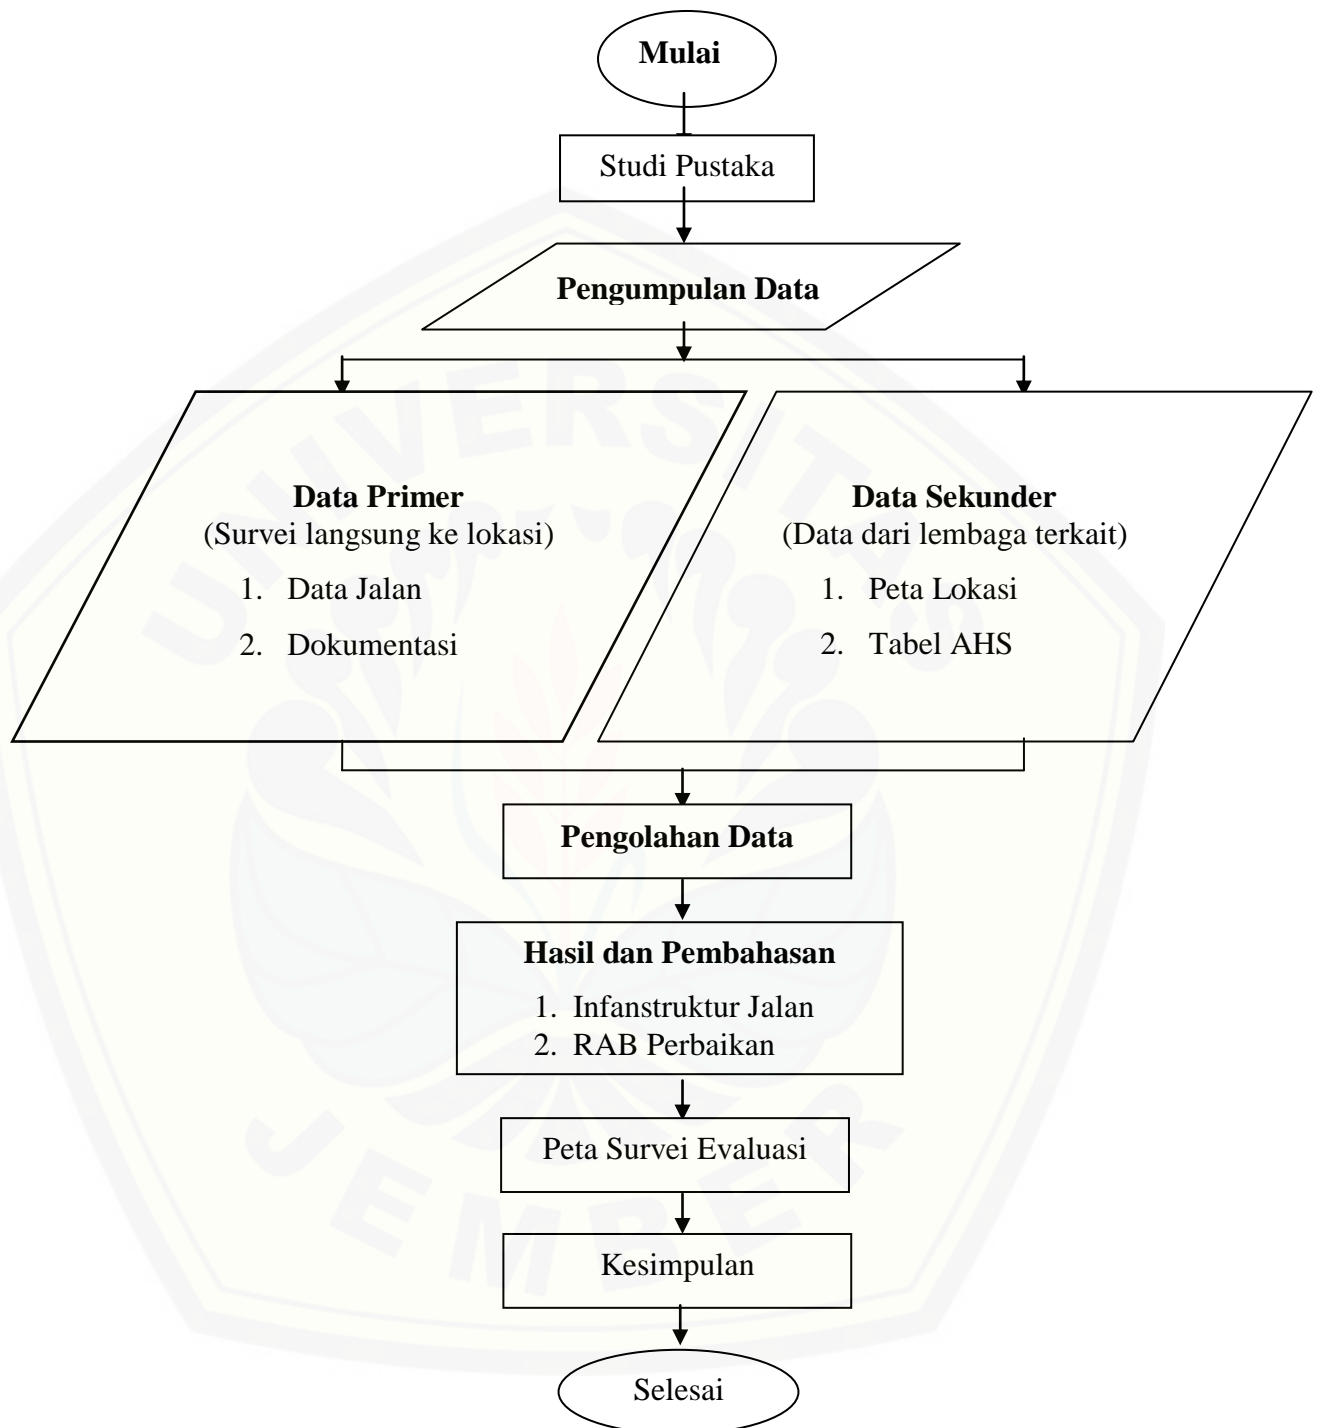 Mulai
Studi Pustaka
Pengumpulan Data
Data Primer
(Survei langsung ke lokasi)
1. Data Jalan
2. Dokumentasi
Data Sekunder
(Data dari lembaga terkait)
1. Peta Lokasi
2. Tabel AHS
Pengolahan Data
Hasil dan Pembahasan
1. Infanstruktur Jalan
2. RAB Perbaikan
Peta Survei Evaluasi
Kesimpulan
Selesai
UNIVERSITAS
JEMBER